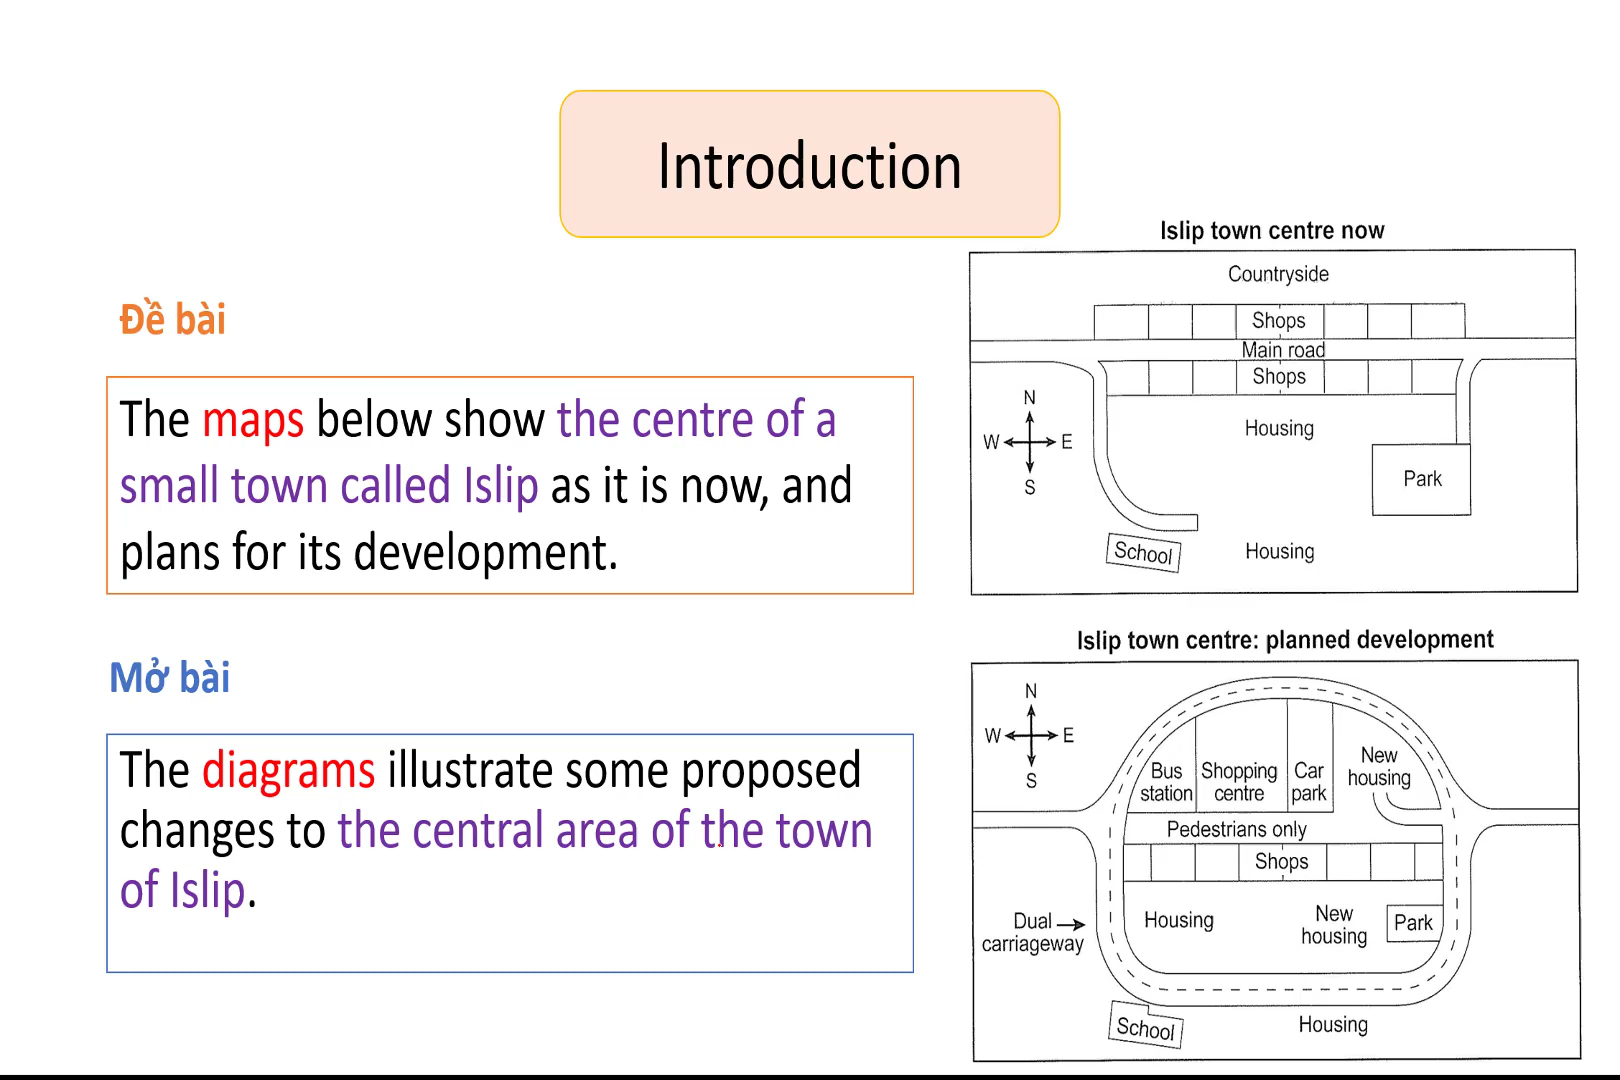 Introduction
Đề bài
The maps below show the centre of a
small town called Islip as it is now, and
plans for its development.
Mở bài
The diagrams illustrate some proposed
changes to the central area of the town
of Islip.
Islip town centre now
Countryside
Shops
Main road
Shops
N
W E
S
Housing
Park
School
Housing
Islip town centre: planned development
N
W E
S
Bus
station
Shopping
centre
Car
park
New
housing
Pedestrians only
Shops
Dual
carriageway
Housing
New
housing
Park
School
Housing